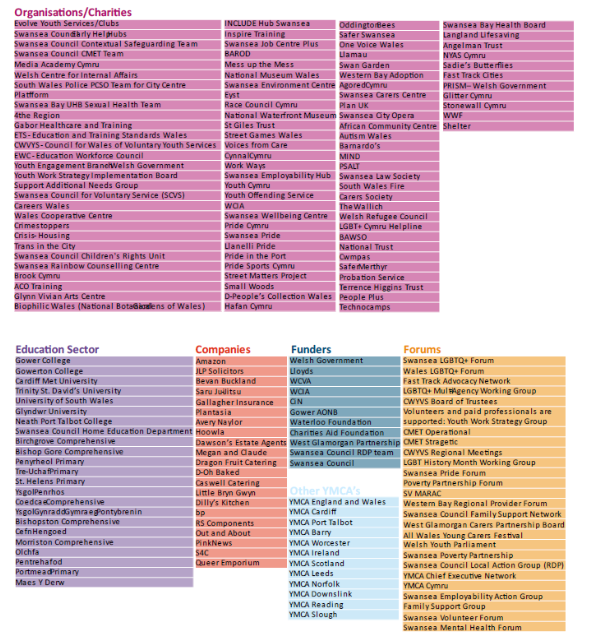 Organisations/Charities
Evolve Youth Services/Clubs
Swansea Council Early Help Hubs
Swansea Council Contextual Safeguarding Team
Swansea Council CMET Team
Media Academy Cymru
Welsh Centre for Internal Affairs
South Wales Police PCSO Team for City Centre
Platfform
Swansea Bay UHB Sexual Health Team
4the Region
Gabor Healthcare and Training
ETS- Education and Training Standards Wales
CWVYS- Council for Wales of Voluntary Youth Services
EWC- Education Workforce Council
Youth Engagement Branch Welsh Government
Youth Work Strategy Implementation Board
Support Additional Needs Group
Swansea Council for Voluntary Service (SCVS)
Careers Wales
Wales Cooperative Centre
Crimestoppers
Crisis- Housing
Trans in the City
Swansea Council Children's Rights Unit
Swansea Rainbow Counselling Centre
Brook Cymru
ACO Training
Glynn Vivian Arts Centre
Biophilic Wales (National Botanical Gardens of Wales)
INCLUDE Hub Swansea
Inspire Training
Swansea Job Centre Plus
BAROD
Mess up the Mess
National Museum Wales
Swansea Environment Centre
Eyst
Race Council Cymru
National Waterfront Museum
St Giles Trust
Street Games Wales
Voices from Care
CynnalCymru
Work Ways
Swansea Employability Hub
Youth Cymru
Youth Offending Service
WCIA
Swansea Wellbeing Centre
Pride Cymru
Swansea Pride
Llanelli Pride
Pride in the Port
Pride Sports Cymru
Street Matters Project
Small Woods
D-People's Collection Wales
Hafan Cymru
Oddington Bees
Safer Swansea
One Voice Wales
Llamau
Swan Garden
Western Bay Adoption
AgoredCymru
Swansea Carers Centre
Plan UK
Swansea City Opera
African Community Centre
Autism Wales
Barnardo's
MIND
PSALT
Swansea Law Society
South Wales Fire
Carers Society
TheWallich
Welsh Refugee Council
LGBT+ Cymru Helpline
BAWSO
National Trust
Cwmpas
SaferMerthyr
Probation Service
Terrence Higgins Trust
People Plus
Technocamps
Swansea Bay Health Board
Langland Lifesaving
Angelman Trust
NYAS Cymru
Sadie's Butterflies
Fast Track Cities
PRISM– Welsh Government
Glitter Cymru
Stonewall Cymru
WWF
Shelter
Education Sector
Gower College
Gowerton College
Cardiff Met University
Trinity St. David's University
University of South Wales
Glyndwr University
Neath Port Talbot College
Swansea Council Home Education Department
Birchgrove Comprehensive
Bishop Gore Comprehensive
Penyrheol Primary
Tre-Uchaf Primary
St. Helens Primary
YsgolPenrhos
CoedcaeComprehensive
YsgolGynraddGymraegPontybrenin
Bishopston Comprehensive
CefnHengoed
Morriston Comprehensive
Olchfa
Pentrehafod
PortmeadPrimary
Maes Y Derw
Companies
Amazon
JLP Solicitors
Bevan Buckland
Saru Jujitsu
Gallagher Insurance
Plantasia
Avery Naylor
Hoowla
Dawson's Estate Agents
Megan and Claude
Dragon Fruit Catering
D-Oh Baked
Caswell Catering
Little Bryn Gwyn
Dilly's Kitchen
bp
RS Components
Out and About
PinkNews
S4C
Queer Emporium
Funders
Welsh Government
Lloyds
WCVA
WCIA
CiN
Gower AONB
Waterloo Foundation
Charities Aid Foundation
West Glamorgan Partnership
Swansea Council RDP team
Swansea Council
Other YMCA's
YMCA England and Wales
YMCA Cardiff
YMCA Port Talbot
YMCA Barry
YMCA Worcester
YMCA Ireland
YMCA Scotland
YMCA Leeds
YMCA Norfolk
YMCA Downslink
YMCA Reading
YMCA Slough
Forums
Swansea LGBTQ+ Forum
Wales LGBTQ+ Forum
Fast Track Advocacy Network
LGBTQ+ Multi-Agency Working Group
CWYVS Board of Trustees
Volunteers and paid professionals are
supported: Youth Work Strategy Group
CMET Operational
CMET Stragetic
CWYVS Regional Meetings
LGBT History Month Working Group
Swansea Pride Forum
Poverty Partnership Forum
SV MARAC
Western Bay Regional Provider Forum
Swansea Council Family Support Network
West Glamorgan Carers Partnership Board
All Wales Young Carers Festival
Welsh Youth Parliament
Swansea Poverty Partnership
Swansea Council Local Action Group (RDP)
YMCA Chief Executive Network
YMCA Cymru
Swansea Employability Action Group
Family Support Group
Swansea Volunteer Forum
Swansea Mental Health Forum